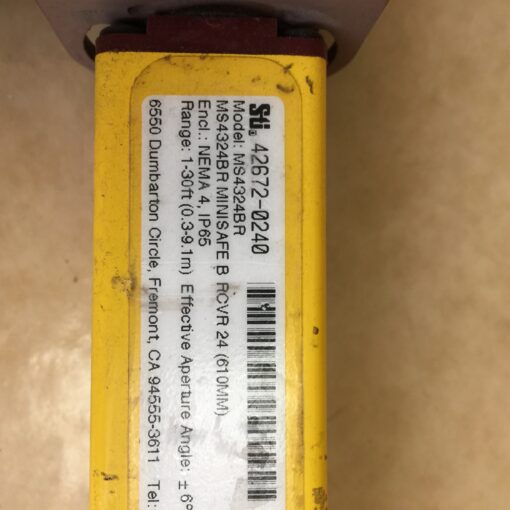 Sti. 42672-0240
Model: MS4324BR
MS4324BR MINISAFE B RCVR 24 (610MM)
Encl.: NEMA 4, IP65
Range: 1-30ft (0.3-9.1m) Effective Aperture Angle: ± 6°
6550 Dumbarton Circle, Fremont, CA 94555-3611 Tel: